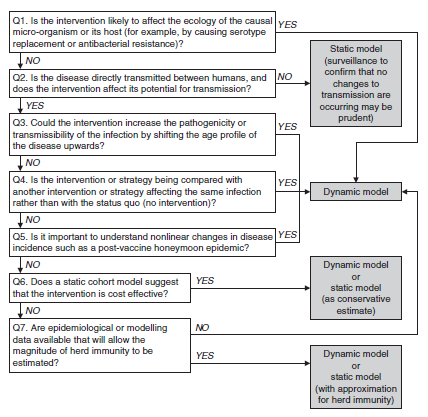 Q1. Is the intervention likely to affect the ecology of the causal
micro-organism or its host (for example, by causing serotype
replacement or antibacterial resistance)?
YES
NO
Q2. Is the disease directly transmitted between humans, and
does the intervention affect its potential for transmission?
NO
Static model
(surveillance to
confirm that no
changes to
transmission are
occurring may be
prudent)
YES
Q3. Could the intervention increase the pathogenicity or
transmissibility of the infection by shifting the age profile of
the disease upwards?
YES
NO
Q4. Is the intervention or strategy being compared with
another intervention or strategy affecting the same infection
rather than with the status quo (no intervention)?
YES
Dynamic model
NO
Q5. Is it important to understand nonlinear changes in disease
incidence such as a post-vaccine honeymoon epidemic?
YES
NO
Q6. Does a static cohort model suggest
that the intervention is cost effective?
YES
Dynamic model
or
static model
(as conservative
estimate)
NO
Q7. Are epidemiological or modelling
data available that will allow the
magnitude of herd immunity to be
estimated?
NO
YES
Dynamic model
or
static model
(with approximation
for herd immunity)